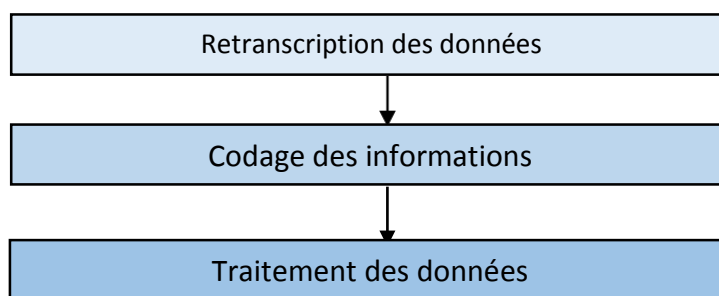 Retranscription des données
Codage des informations
Traitement des données